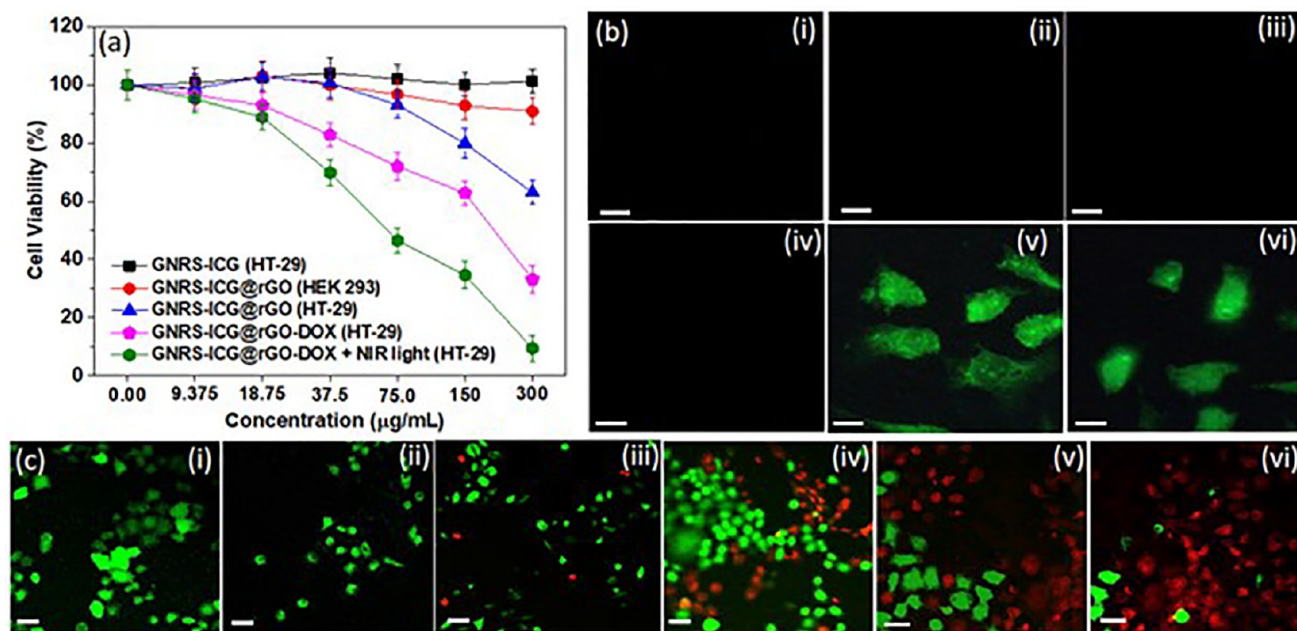 (a)
120
100
80
60
40
20
0
Cell Viability (%)
GNRS-ICG (HT-29)
GNRS-ICG@rGO (HEK 293)
GNRS-ICG@rGO (HT-29)
GNRS-ICG@rGO-DOX (HT-29)
GNRS-ICG@rGO-DOX + NIR light (HT-29)
0.00 9.375 18.75 37.5 75.0 150 300
Concentration (μg/mL)
(b) (i) (ii) (iii)
(iv) (v) (vi)
(c) (i) (ii) (iii) (iv) (v) (vi)